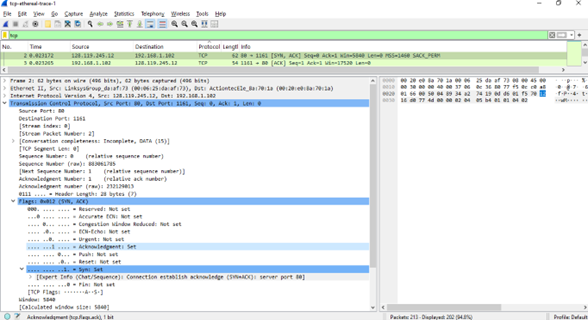 tcp-ethereal-trace-1
File Edit View Go Capture Analyze Statistics Telephony Wireless Tools Help
tcp
No. Time Source Destination Protocol Length Info
2 0.023172 128.119.245.12 192.168.1.102 TCP 62 80 → 1161 [SYN, ACK] Seq=0 Ack=1 Win=5840 Len=0 MSS=1460 SACK_PERM
3 0.023265 192.168.1.102 128.119.245.12 TCP 54 1161 → 80 [ACK] Seq=1 Ack=1 Win=17520 Len=0
Frame 2: 62 bytes on wire (496 bits), 62 bytes captured (496 bits)
Ethernet II, Src: LinksysGroup_da:af:73 (00:06:25:da:af:73), Dst: ActiontecEle_8a:70:1a (00:20:e0:8a:70:1a)
Internet Protocol Version 4, Src: 128.119.245.12, Dst: 192.168.1.102
Transmission Control Protocol, Src Port: 80, Dst Port: 1161, Seq: 0, Ack: 1, Len: 0
Source Port: 80
Destination Port: 1161
[Stream index: 0]
[Stream Packet Number: 2]
[Conversation completeness: Incomplete, DATA (15)]
[TCP Segment Len: 0]
Sequence Number: 0 (relative sequence number)
Sequence Number (raw): 883061785
[Next Sequence Number: 1 (relative sequence number)]
Acknowledgment Number: 1 (relative ack number)
Acknowledgment number (raw): 232129013
0111 .... = Header Length: 28 bytes (7)
Flags: 0x012 (SYN, ACK)
000. .... .... = Reserved: Not set
...0 .... .... = Accurate ECN: Not set
.... 0... .... = Congestion Window Reduced: Not set
.... .0.. .... = ECN-Echo: Not set
.... ..0. .... = Urgent: Not set
.... ...1 .... = Acknowledgment: Set
.... .... 0... = Push: Not set
.... .... .0.. = Reset: Not set
.... .... ..1. = Syn: Set
[Expert Info (Chat/Sequence): Connection establish acknowledge (SYN+ACK): server port 80]
.... .... ...0 = Fin: Not set
[TCP Flags: ·······A··S·]
Window: 5840
[Calculated window size: 5840]
0000 00 20 e0 8a 70 1a 00 06 25 da af 73 08 00 45 00
0010 00 30 00 00 40 00 37 06 0c 36 80 77 f5 0c c0 a8
0020 01 66 00 50 04 89 34 a2 74 19 0d d6 01 f5 70 12
0030 16 d0 77 4d 00 00 02 04 05 b4 01 01 04 02
Acknowledgment (tcp.flags.ack), 1 bit
Packets: 213 · Displayed: 202 (94.8%)
Profile: Default